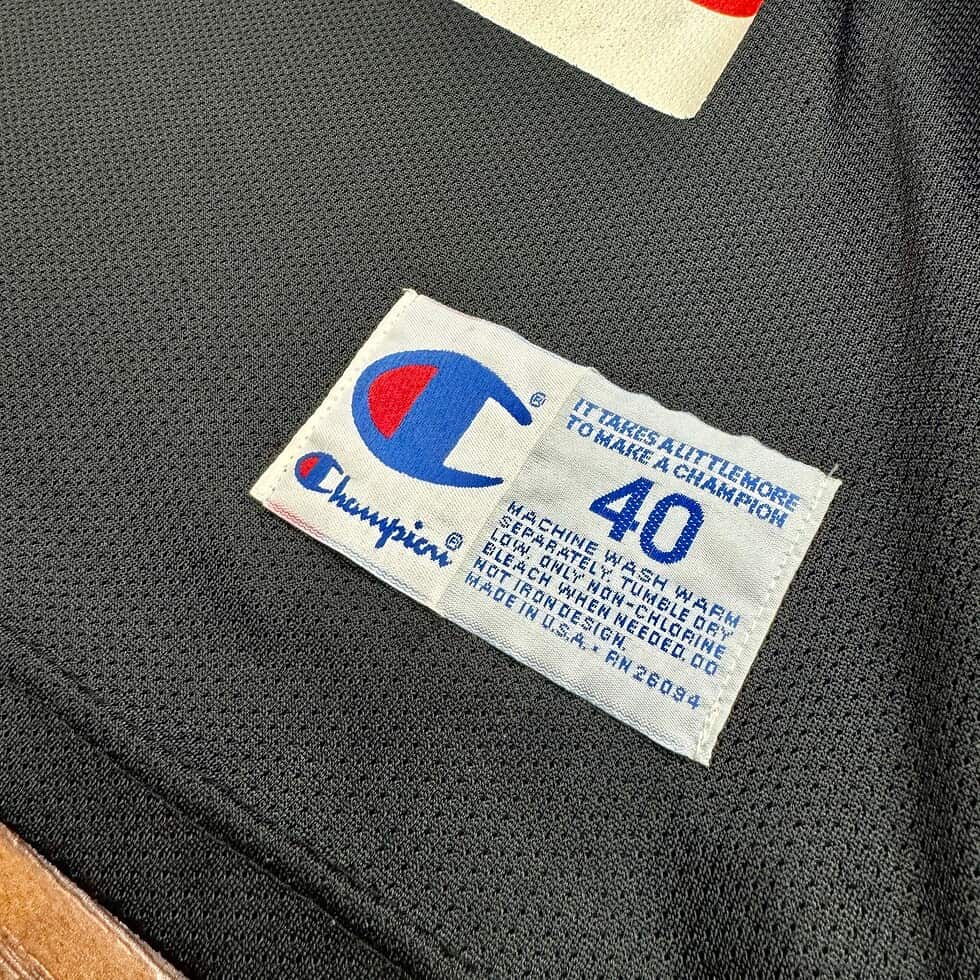 ®
Champion®
IT TAKES A LITTLE MORE
TO MAKE A CHAMPION
40
MACHINE WASH WARM
SEPARATELY. TUMBLE DRY
LOW. ONLY NON-CHLORINE
BLEACH WHEN NEEDED. DO
NOT IRON DESIGN.
MADE IN U.S.A. • RN 26094